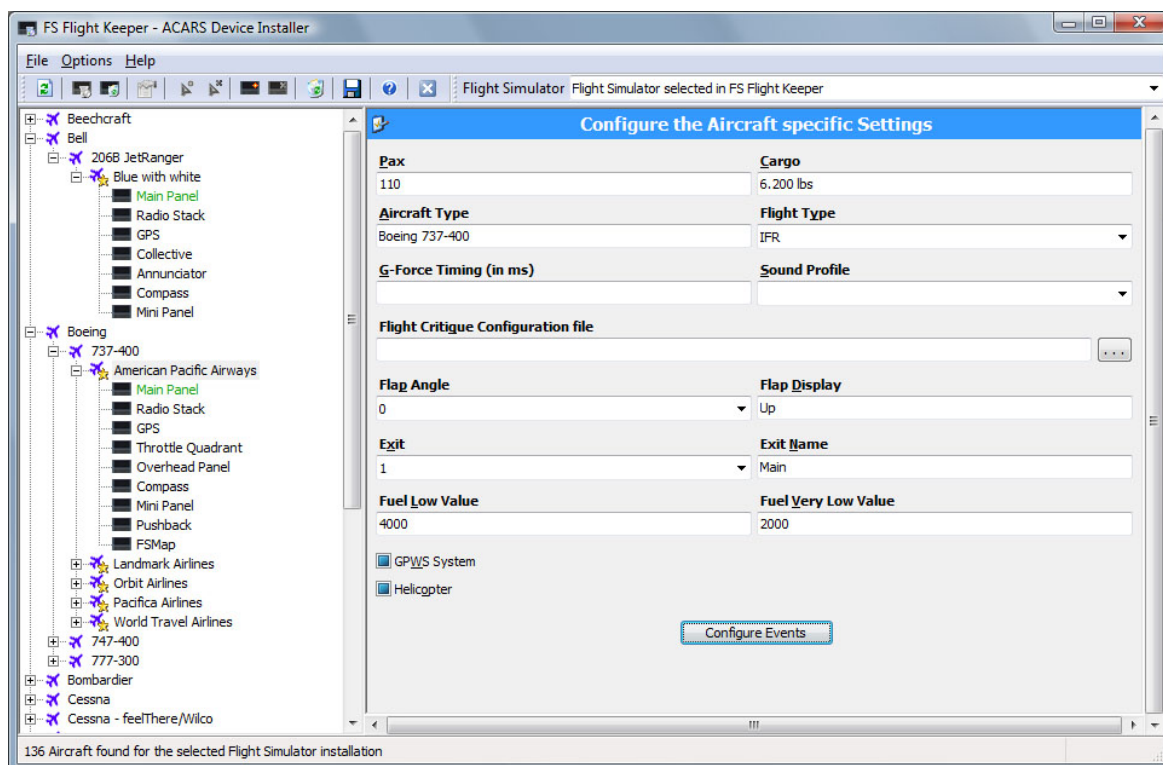 FS Flight Keeper - ACARS Device Installer
File Options Help
Flight Simulator Flight Simulator selected in FS Flight Keeper
Beechcraft
Bell
206B JetRanger
Blue with white
Main Panel
Radio Stack
GPS
Collective
Annunciator
Compass
Mini Panel
Boeing
737-400
American Pacific Airways
Main Panel
Radio Stack
GPS
Throttle Quadrant
Overhead Panel
Compass
Mini Panel
Pushback
FSMap
Landmark Airlines
Orbit Airlines
Pacifica Airlines
World Travel Airlines
747-400
777-300
Bombardier
Cessna
Cessna - feelThere/Wilco
Configure the Aircraft specific Settings
Pax Cargo
110 6.200 lbs
Aircraft Type Flight Type
Boeing 737-400 IFR
G-Force Timing (in ms) Sound Profile
Flight Critique Configuration file
...
Flap Angle Flap Display
0 Up
Exit Exit Name
1 Main
Fuel Low Value Fuel Very Low Value
4000 2000
GPWS System
Helicopter
Configure Events
136 Aircraft found for the selected Flight Simulator installation